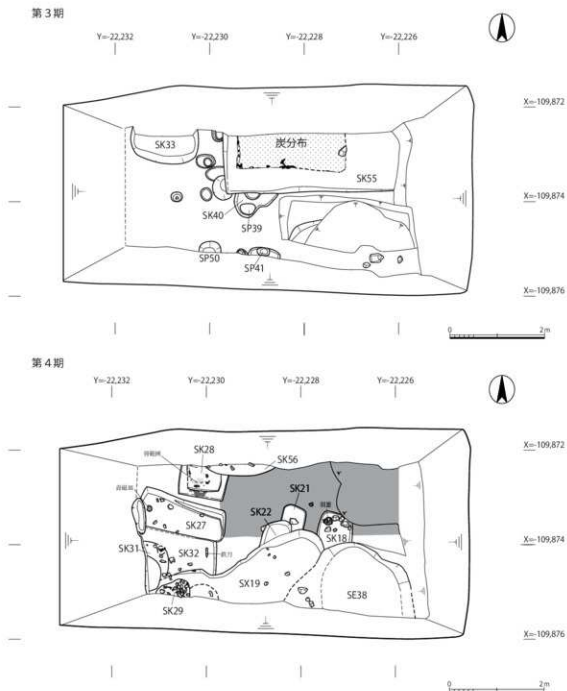 第3期
Y=-22,232 Y=-22,230 Y=-22,228 Y=-22,226
X=-109,872
SK33
炭分布
SK55
X=-109,874
SK40
SP39
SP50
SP41
X=-109,876
0 2m
第4期
Y=-22,232 Y=-22,230 Y=-22,228 Y=-22,226
X=-109,872
SK28
SK56
SK21
SK22
SK27
SK18
X=-109,874
SK31
SK32
SX19
SE38
SK29
X=-109,876
0 2m